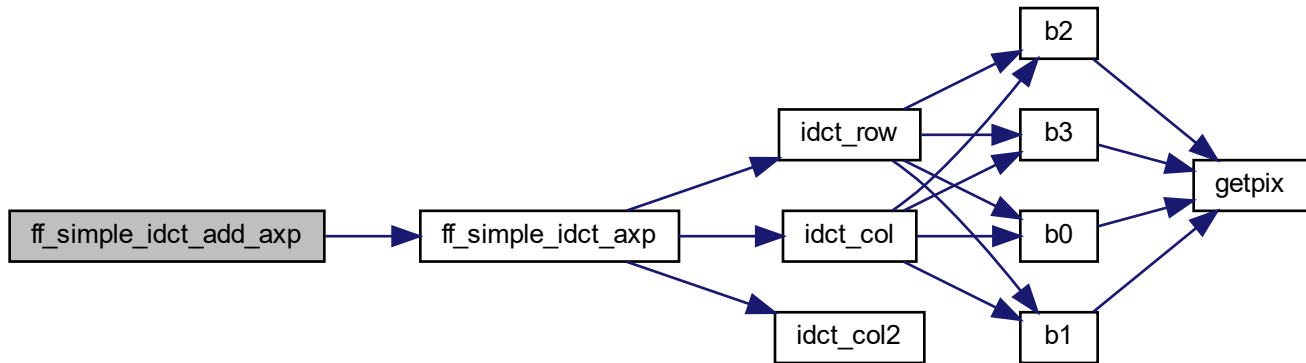 ff_simple_idct_add_axp
ff_simple_idct_axp
idct_row
idct_col
idct_col2
b2
b3
b0
b1
getpix